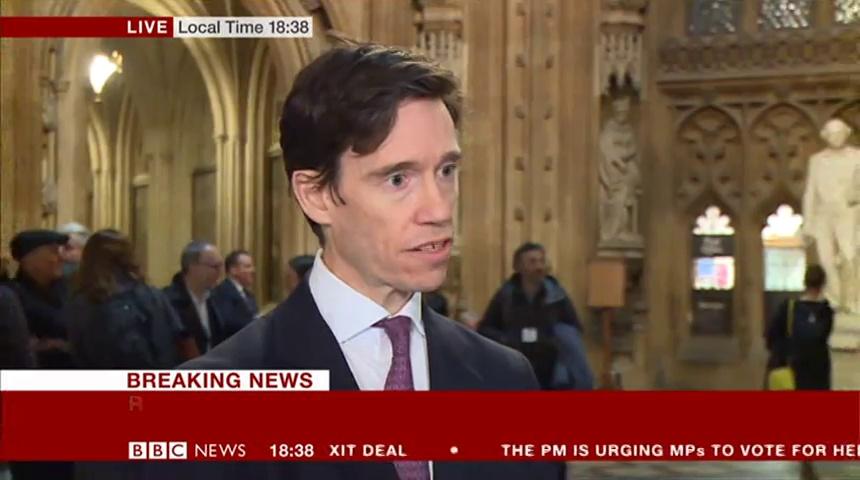 LIVE Local Time 18:38
BREAKING NEWS
R
BBC NEWS 18:38 XIT DEAL • THE PM IS URGING MPs TO VOTE FOR HE